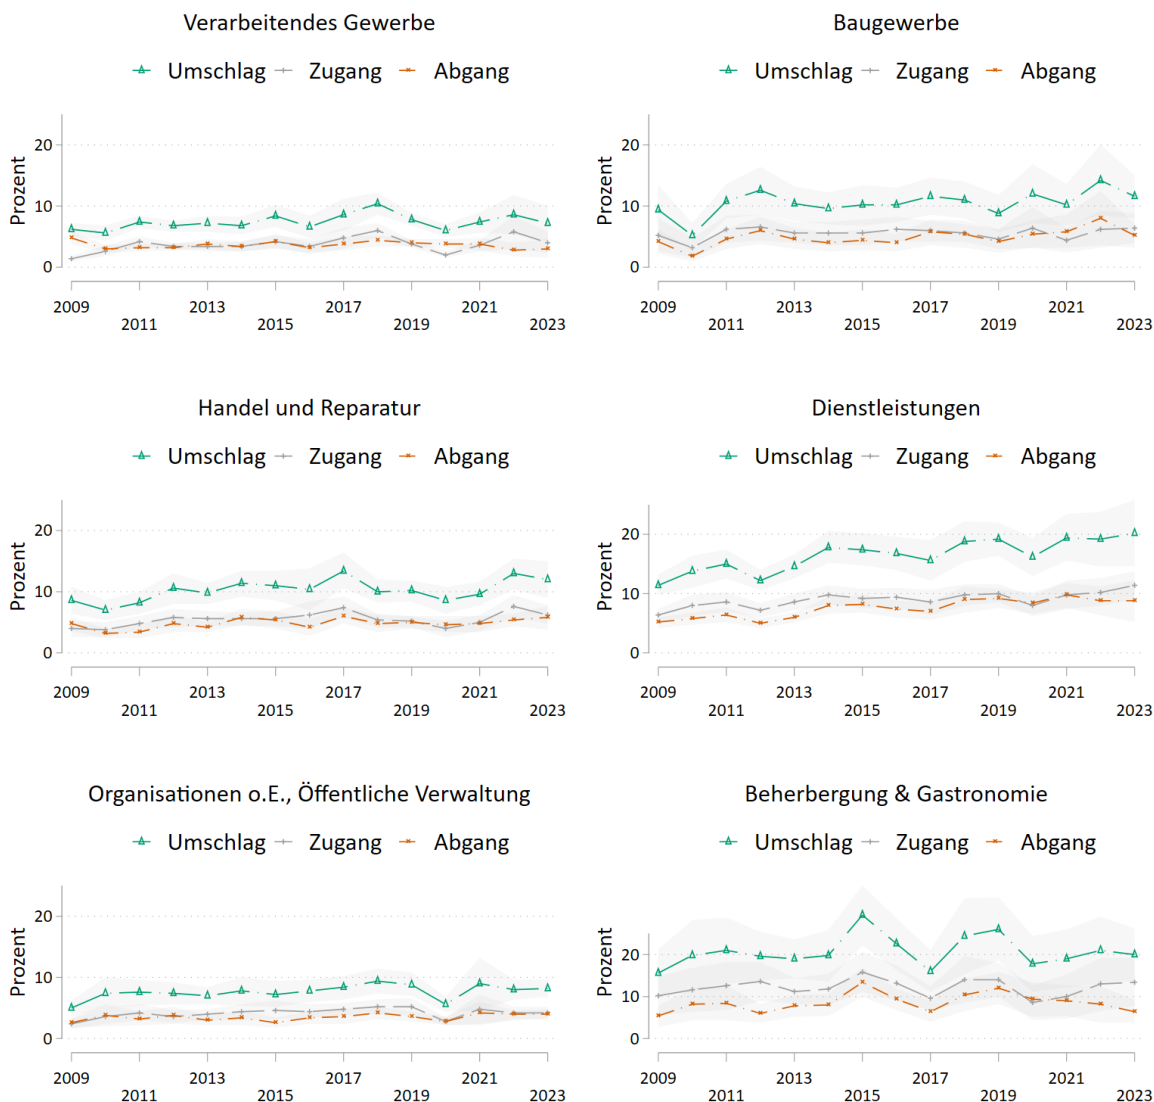 Verarbeitendes Gewerbe
Umschlag Zugang Abgang
Prozent
20
10
0
2009 2013 2017 2021
2011 2015 2019 2023
Baugewerbe
Umschlag Zugang Abgang
Prozent
20
10
0
2009 2013 2017 2021
2011 2015 2019 2023
Handel und Reparatur
Umschlag Zugang Abgang
Prozent
20
10
0
2009 2013 2017 2021
2011 2015 2019 2023
Dienstleistungen
Umschlag Zugang Abgang
Prozent
20
10
0
2009 2013 2017 2021
2011 2015 2019 2023
Organisationen o.E., Öffentliche Verwaltung
Umschlag Zugang Abgang
Prozent
20
10
0
2009 2013 2017 2021
2011 2015 2019 2023
Beherbergung & Gastronomie
Umschlag Zugang Abgang
Prozent
20
10
0
2009 2013 2017 2021
2011 2015 2019 2023